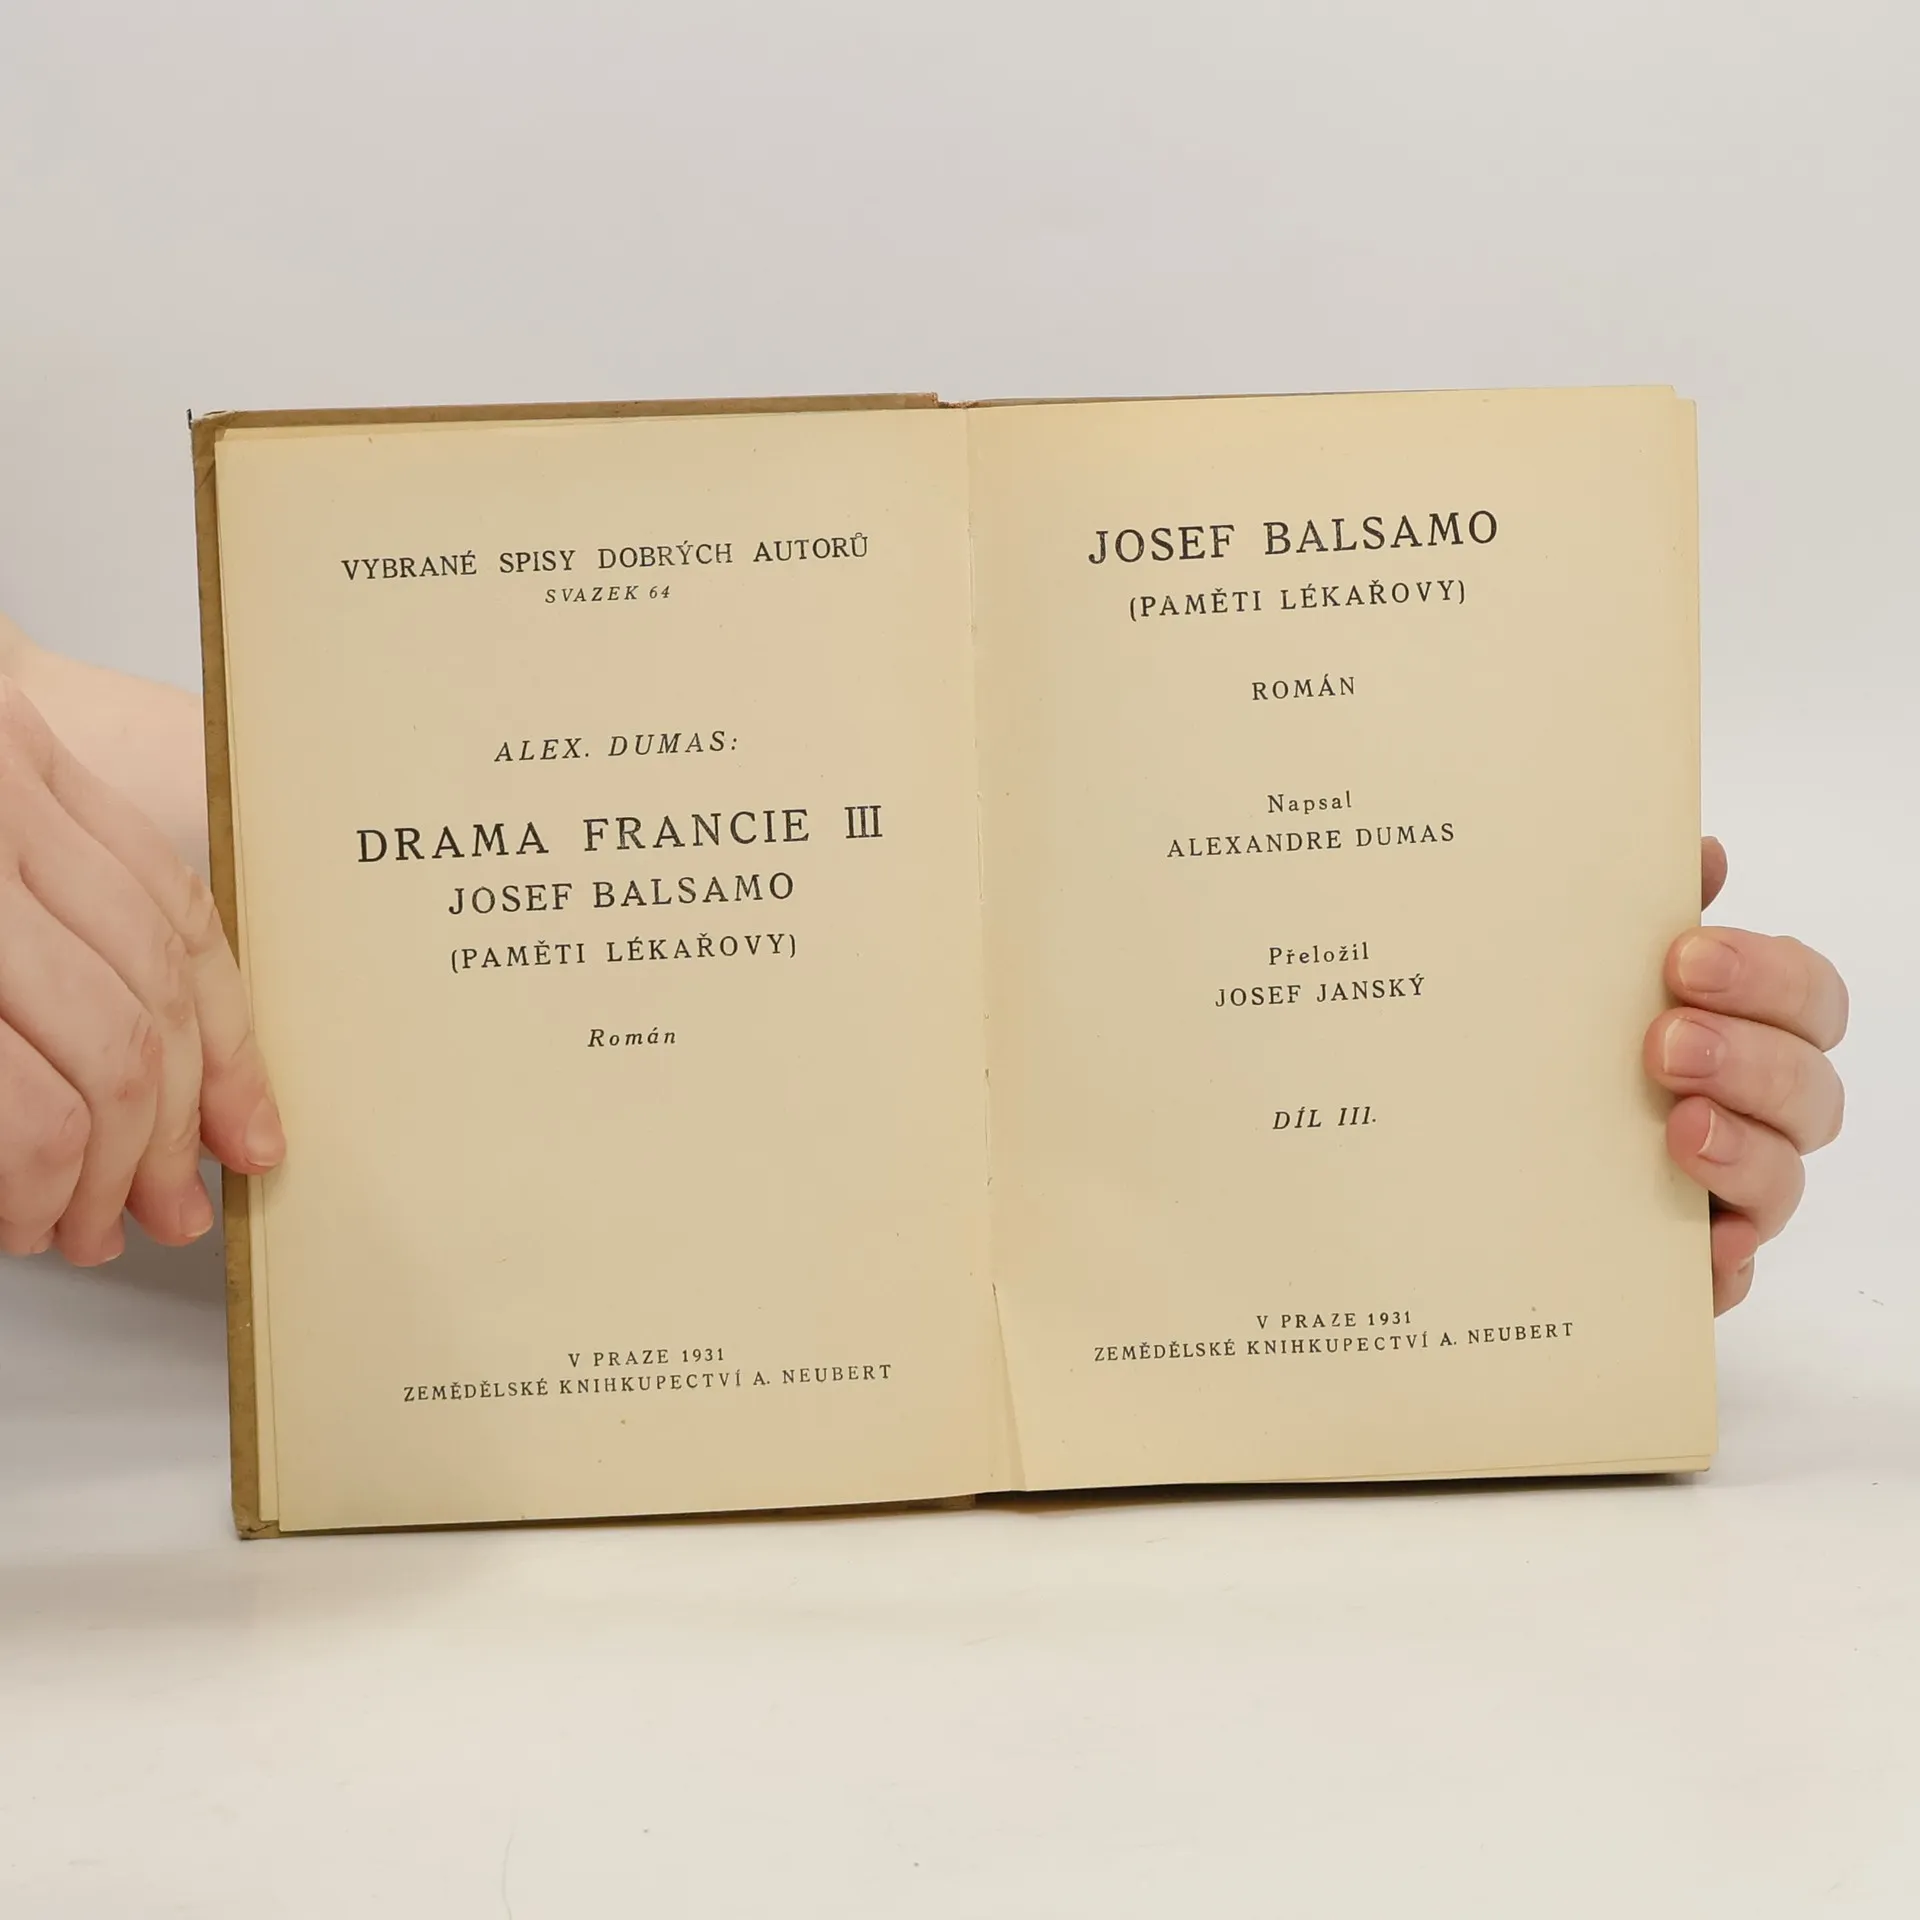 VYBRANÉ SPISY DOBRÝCH AUTORŮ
SVAZEK 64
ALEX. DUMAS:
DRAMA FRANCIE III
JOSEF BALSAMO
(PAMĚTI LÉKAŘOVY)
Román
V PRAZE 1931
ZEMĚDĚLSKÉ KNIHKUPECTVÍ A. NEUBERT
JOSEF BALSAMO
(PAMĚTI LÉKAŘOVY)
ROMÁN
Napsal
ALEXANDRE DUMAS
Přeložil
JOSEF JANSKÝ
DÍL III.
V PRAZE 1931
ZEMĚDĚLSKÉ KNIHKUPECTVÍ A. NEUBERT